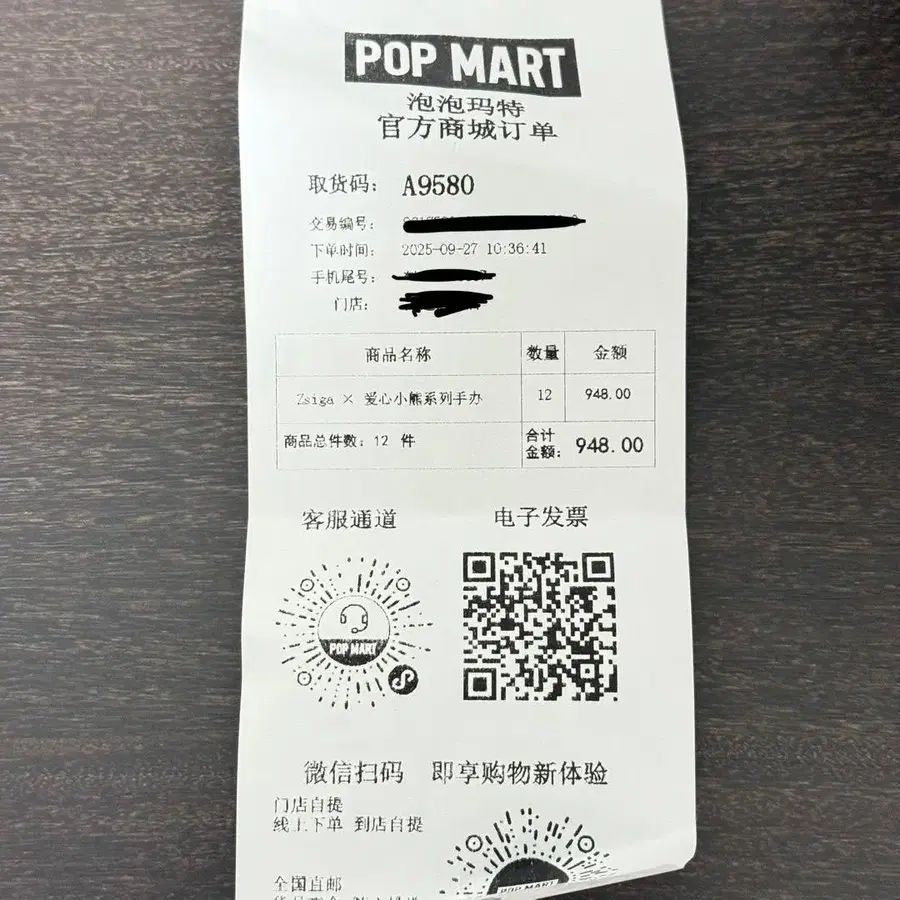 POP MART
泡泡玛特
官方商城订单
取货码： A9580
交易编号：
下单时间： 2025-09-27 10:36:41
手机尾号：
门店：
商品名称 数量 金额
Zsiga × 爱心小熊系列手办 12 948.00
商品总件数：12 件 合计金额： 948.00
客服通道 电子发票
POP MART
微信扫码 即享购物新体验
门店自提
线上下单 到店自提
全国直邮
POP MART